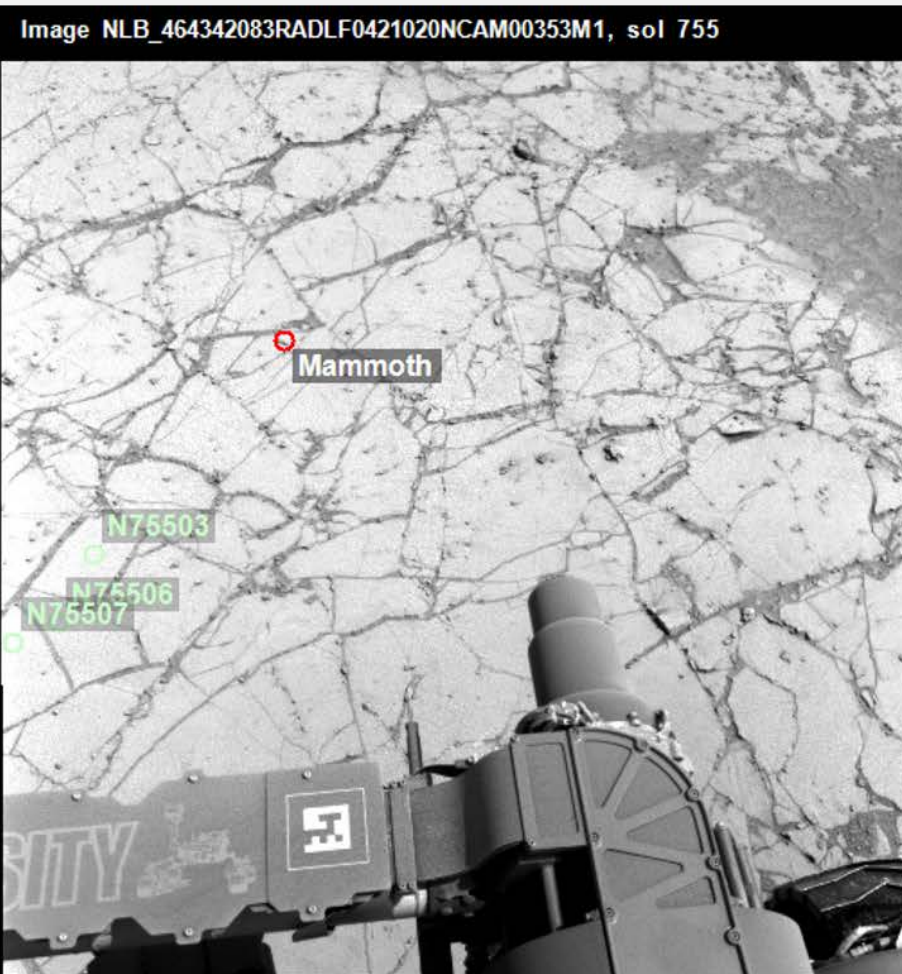 Image NLB_464342083RADLF0421020NCAM00353M1, sol 755
Mammoth
N75503
N75506
N75507
SITY